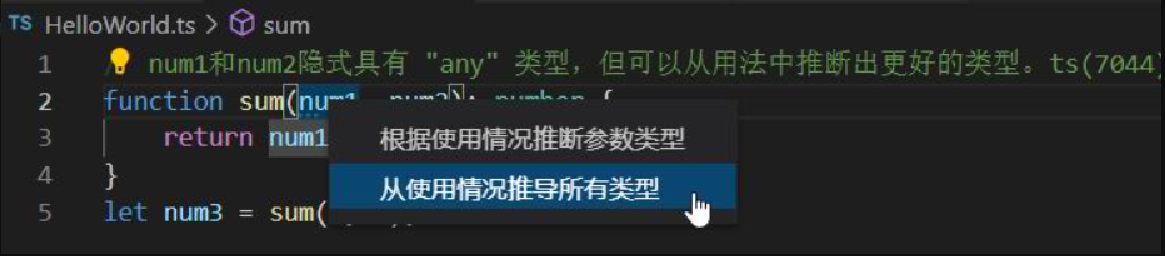 TS HelloWorld.ts > sum
1 / num1和num2隐式具有 "any" 类型，但可以从用法中推断出更好的类型。ts(7044)
2 function sum(num1, num2): number {
根据使用情况推断参数类型
3 return num1
4 }
从使用情况推导所有类型
5 let num3 = sum(